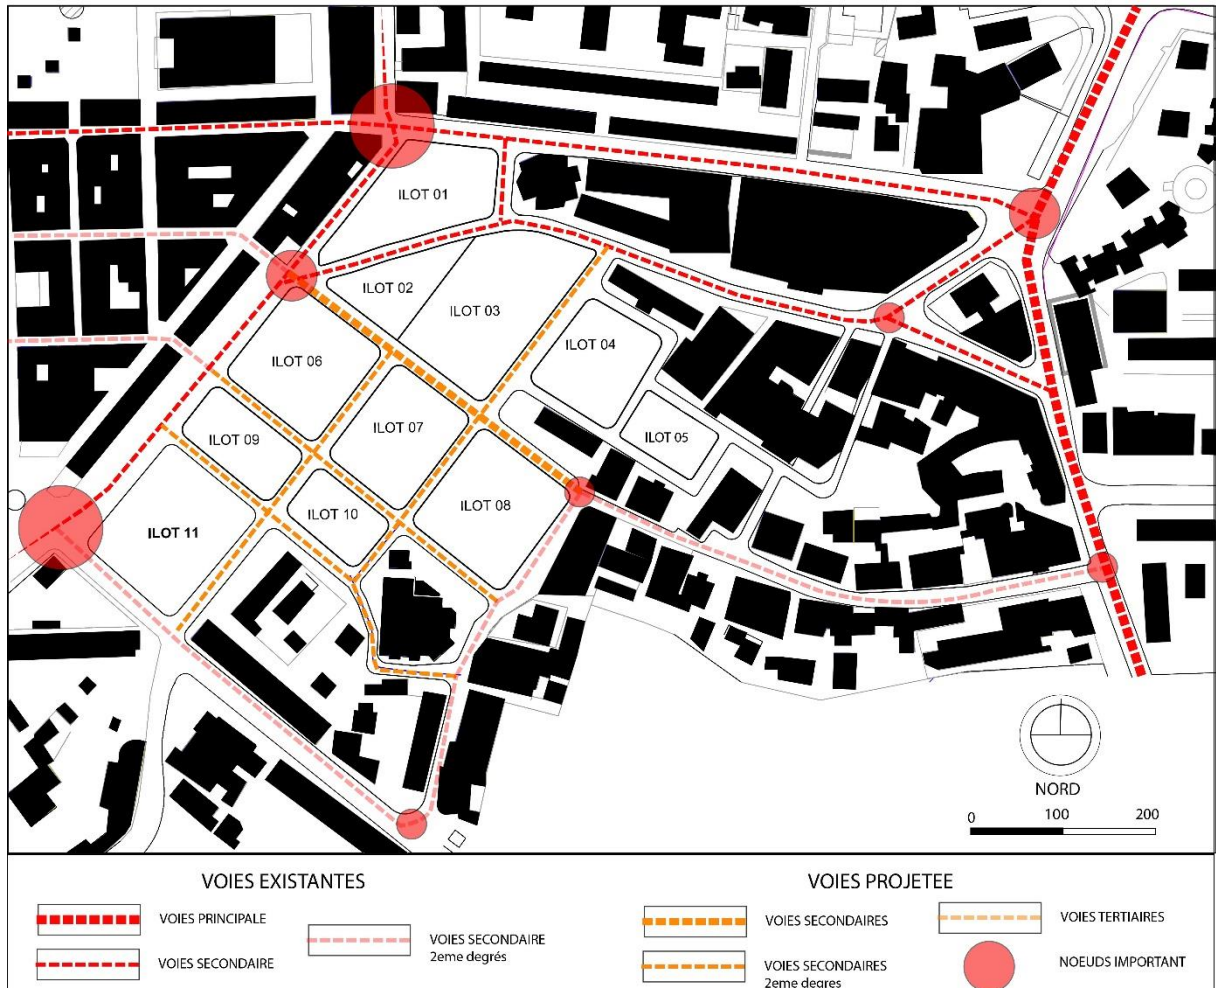 ILOT 01
ILOT 02
ILOT 03
ILOT 04
ILOT 06
ILOT 07
ILOT 05
ILOT 09
ILOT 08
ILOT 10
ILOT 11
NORD
0 100 200
VOIES EXISTANTES
VOIES PROJETEE
VOIES PRINCIPALE
VOIES SECONDAIRE
VOIES SECONDAIRE
2eme degrés
VOIES SECONDAIRES
VOIES SECONDAIRES
2eme degres
VOIES TERTIAIRES
NOEUDS IMPORTANT